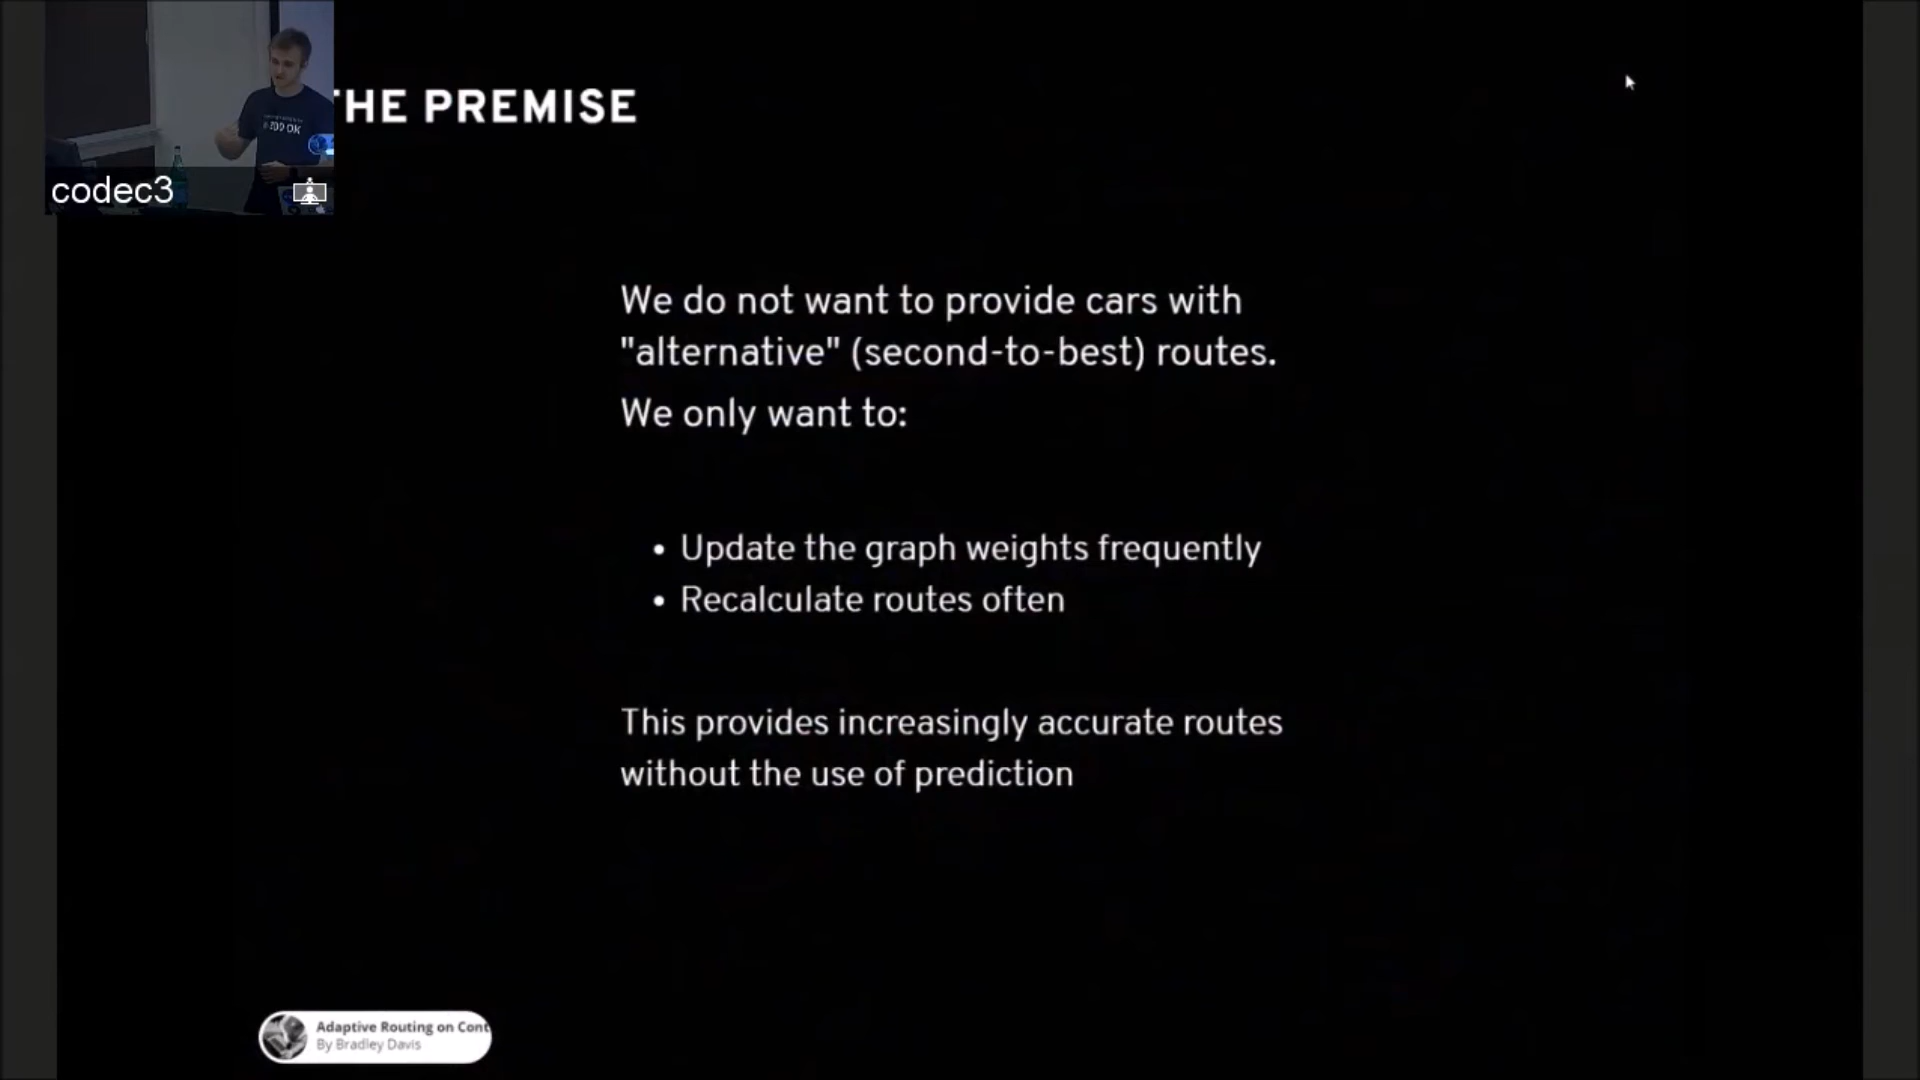 THE PREMISE
200 OK
codec3
We do not want to provide cars with
"alternative" (second-to-best) routes.
We only want to:
• Update the graph weights frequently
• Recalculate routes often
This provides increasingly accurate routes
without the use of prediction
Adaptive Routing on Cont
By Bradley Davis